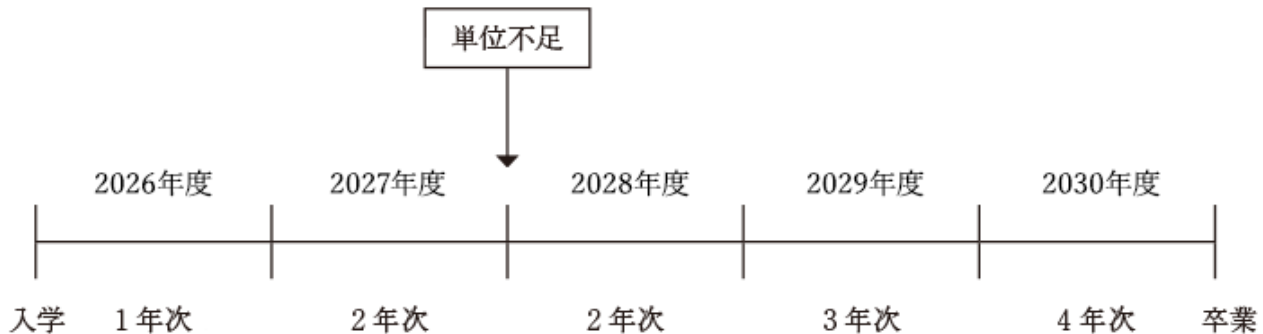 単位不足
2026年度 2027年度 2028年度 2029年度 2030年度
入学 1年次 2年次 2年次 3年次 4年次 卒業